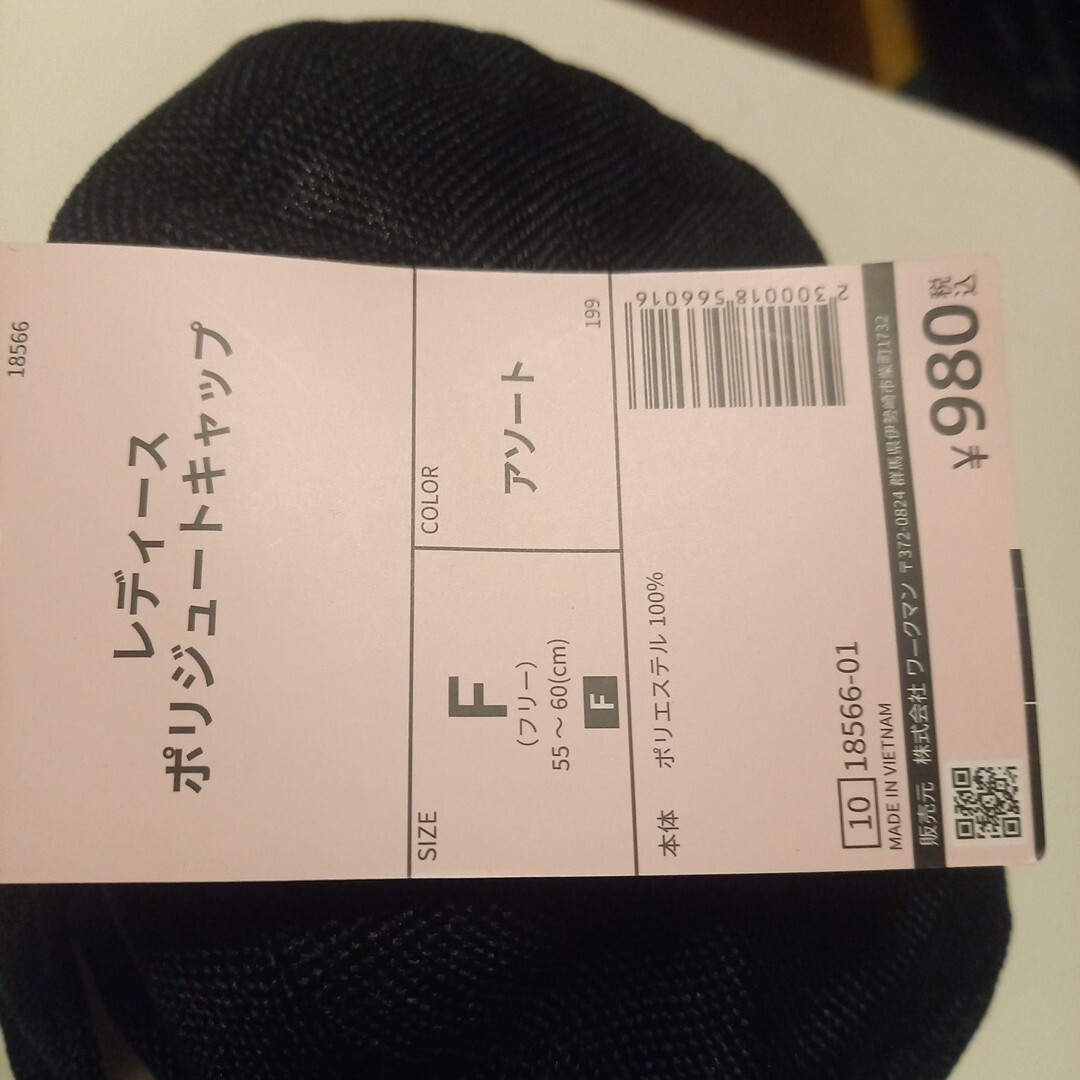 18566
レディース
ポリジュートキャップ
SIZE
F
(フリー)
55 ～ 60(cm)
F
COLOR
アソート
199
本体 ポリエステル 100%
2 300018 566016
10 18566-01
MADE IN VIETNAM
販売元 株式会社 ワークマン 〒372-0824 群馬県伊勢崎市柴町1732
¥980税込